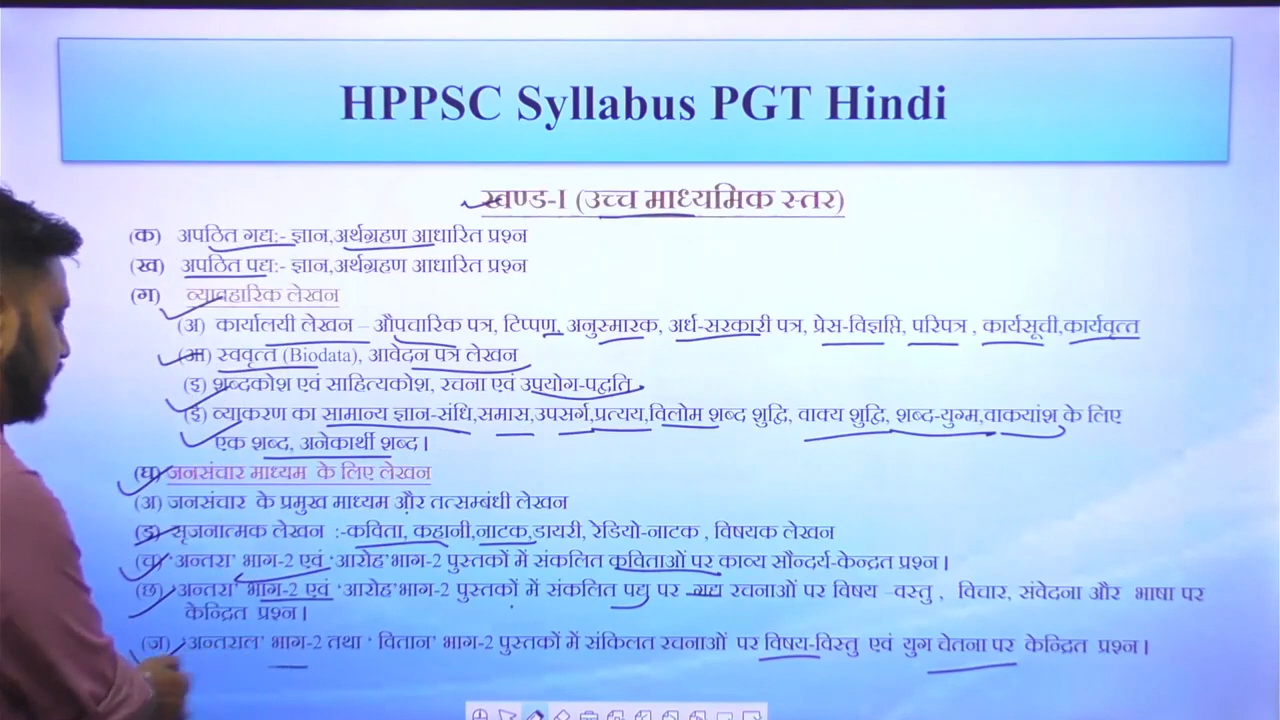 HPPSC Syllabus PGT Hindi
खण्ड-I (उच्च माध्यमिक स्तर)
(क) अपठित गद्य:- ज्ञान,अर्थग्रहण आधारित प्रश्न
(ख) अपठित पद्य:- ज्ञान,अर्थग्रहण आधारित प्रश्न
(ग) व्यावहारिक लेखन
(अ) कार्यालयी लेखन – औपचारिक पत्र, टिप्पण, अनुस्मारक, अर्ध-सरकारी पत्र, प्रेस-विज्ञप्ति, परिपत्र , कार्यसूची,कार्यवृत्त
(आ) स्ववृत्त (Biodata), आवेदन पत्र लेखन
(इ) शब्दकोश एवं साहित्यकोश, रचना एवं उपयोग-पद्वति
(ई) व्याकरण का सामान्य ज्ञान-संधि,समास,उपसर्ग,प्रत्यय,विलोम शब्द शुद्वि, वाक्य शुद्वि, शब्द-युग्म,वाकयांश के लिए
एक शब्द, अनेकार्थी शब्द।
(घ) जनसंचार माध्यम के लिए लेखन
(अ) जनसंचार के प्रमुख माध्यम और तत्सम्बंधी लेखन
(ड) सृजनात्मक लेखन :-कविता, कहानी,नाटक,डायरी, रेडियो-नाटक , विषयक लेखन
(च) 'अन्तरा' भाग-2 एवं 'आरोह'भाग-2 पुस्तकों में संकलित कविताओं पर काव्य सौन्दर्य-केन्द्रत प्रश्न।
(छ) अन्तरा' भाग-2 एवं 'आरोह'भाग-2 पुस्तकों में संकलित पद्य पर गद्य रचनाओं पर विषय –वस्तु , विचार, संवेदना और भाषा पर
केन्द्रित प्रश्न।
(ज) अन्तराल' भाग-2 तथा ' वितान' भाग-2 पुस्तकों में संकिलत रचनाओं पर विषय-विस्तु एवं युग चेतना पर केन्द्रित प्रश्न।